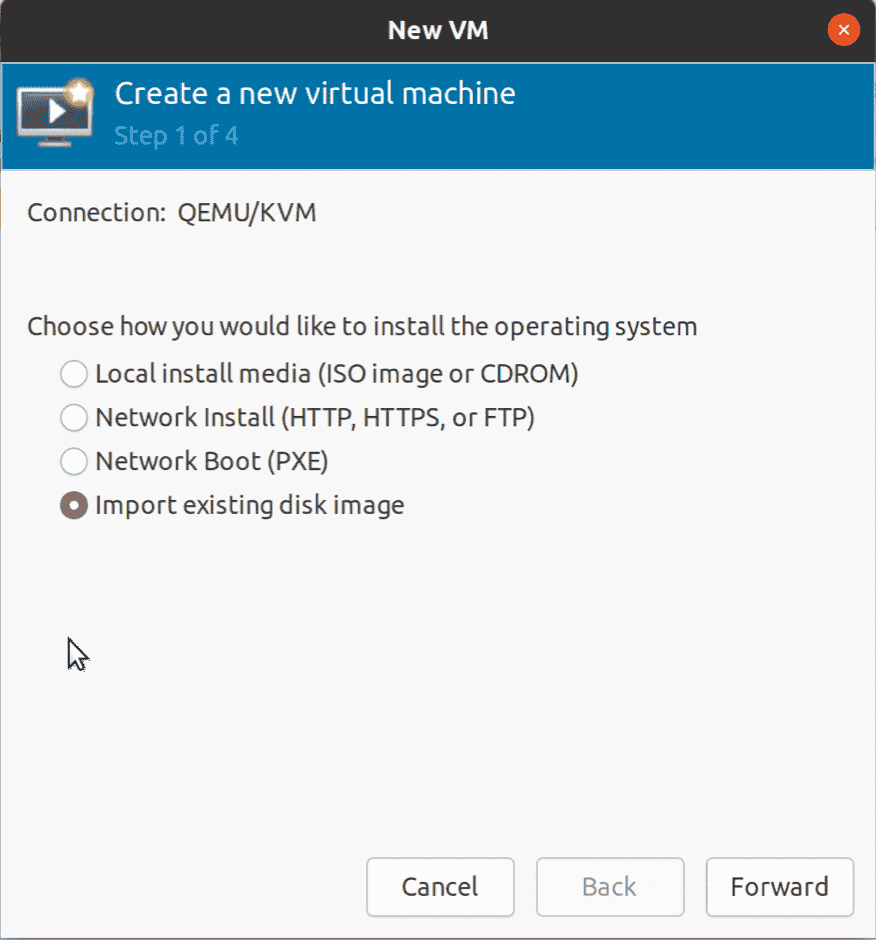 New VM
Create a new virtual machine
Step 1 of 4
Connection: QEMU/KVM
Choose how you would like to install the operating system
Local install media (ISO image or CDROM)
Network Install (HTTP, HTTPS, or FTP)
Network Boot (PXE)
Import existing disk image
Cancel Back Forward